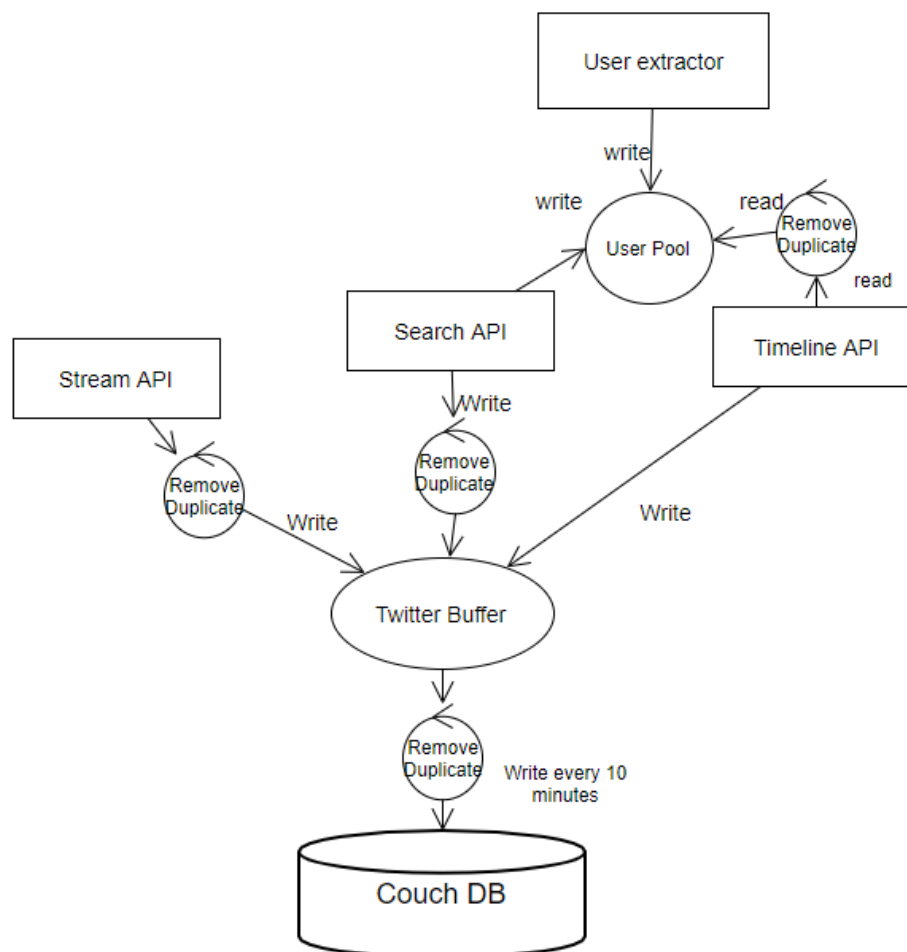 User extractor
write
write
read
Remove
Duplicate
User Pool
read
Search API
Timeline API
Stream API
Write
Remove
Duplicate
Remove
Duplicate
Write
Write
Twitter Buffer
Remove
Duplicate
Write every 10
minutes
Couch DB